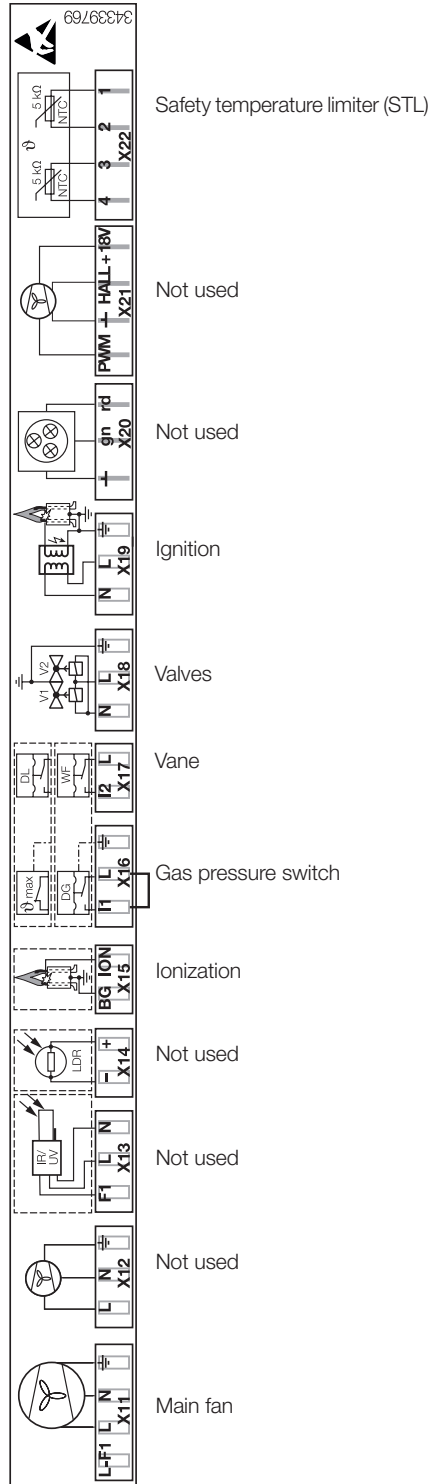 34339769
5 kΩ
NTC
ϑ
5 kΩ
NTC
1
2
3
4
X22
Safety temperature limiter (STL)
+18V
HALL
⊥
PWM
X21
Not used
rd
gn
⊥
X20
Not used
L
N
X19
Ignition
V1
V2
L
N
X18
Valves
DL
WF
L
I2
X17
Vane
ϑ max
DG
L
I1
X16
Gas pressure switch
ION
BG
X15
Ionization
LDR
+
–
X14
Not used
IR/
UV
N
L
F1
X13
Not used
N
L
X12
Not used
N
L
L-F1
X11
Main fan